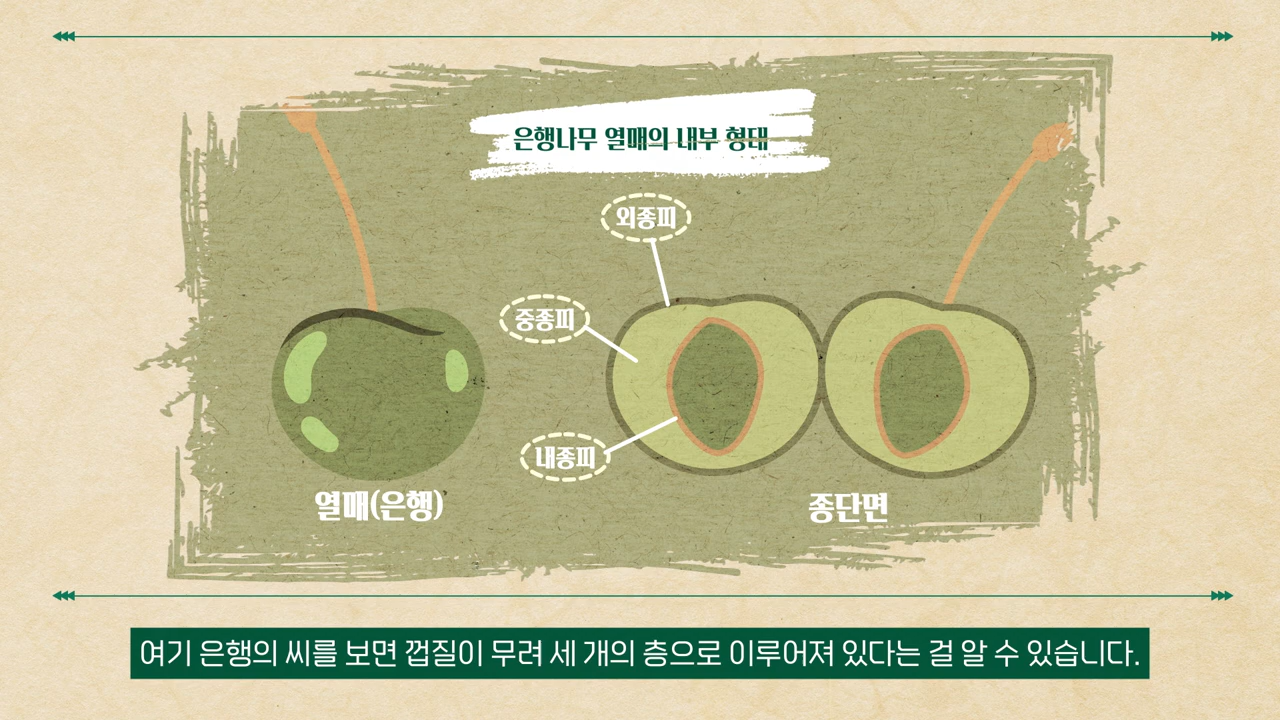 은행나무 열매의 내부 형태
외종피
중종피
내종피
열매(은행)
종단면
여기 은행의 씨를 보면 껍질이 무려 세 개의 층으로 이루어져 있다는 걸 알 수 있습니다.